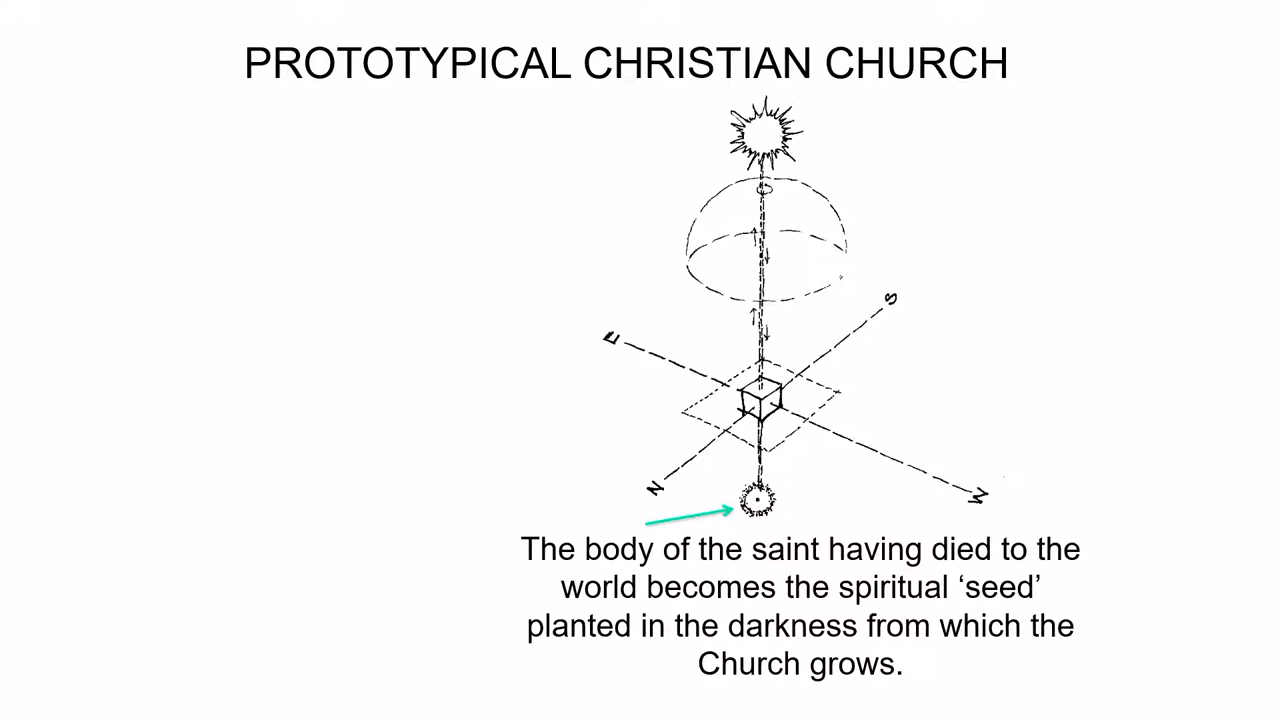 PROTOTYPICAL CHRISTIAN CHURCH
S
E
N
W
The body of the saint having died to the
world becomes the spiritual ‘seed’
planted in the darkness from which the
Church grows.